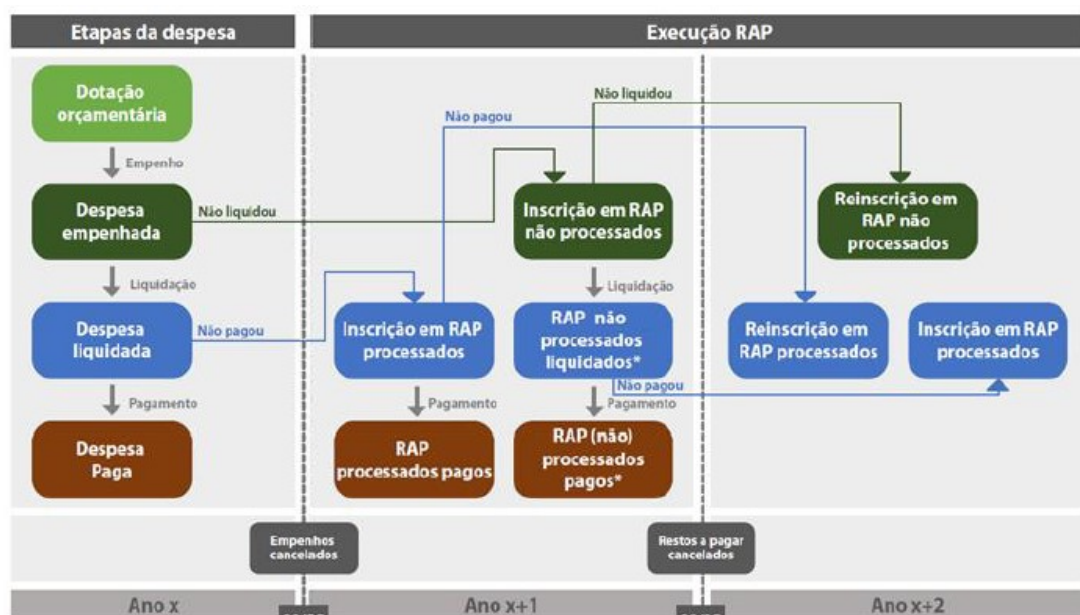 Etapas da despesa
Execução RAP
Dotação
orçamentária
Empenho
Despesa
empenhada
Não liquidou
Liquidação
Despesa
liquidada
Não pagou
Pagamento
Despesa
Paga
Não pagou
Não liquidou
Inscrição em RAP
não processados
Liquidação
Inscrição em RAP
processados
RAP não
processados
liquidados*
Não pagou
Pagamento
Pagamento
RAP
processados pagos
RAP (não)
processados
pagos*
Reinscrição em
RAP não
processados
Reinscrição em
RAP processados
Inscrição em RAP
processados
Empenhos
cancelados
Restos a pagar
cancelados
Ano x
Ano x+1
Ano x+2